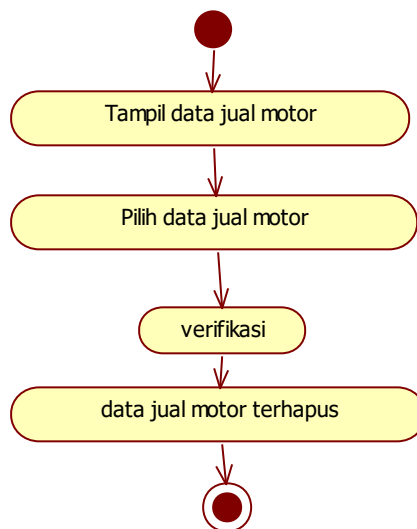 Tampil data jual motor
Pilih data jual motor
verifikasi
data jual motor terhapus